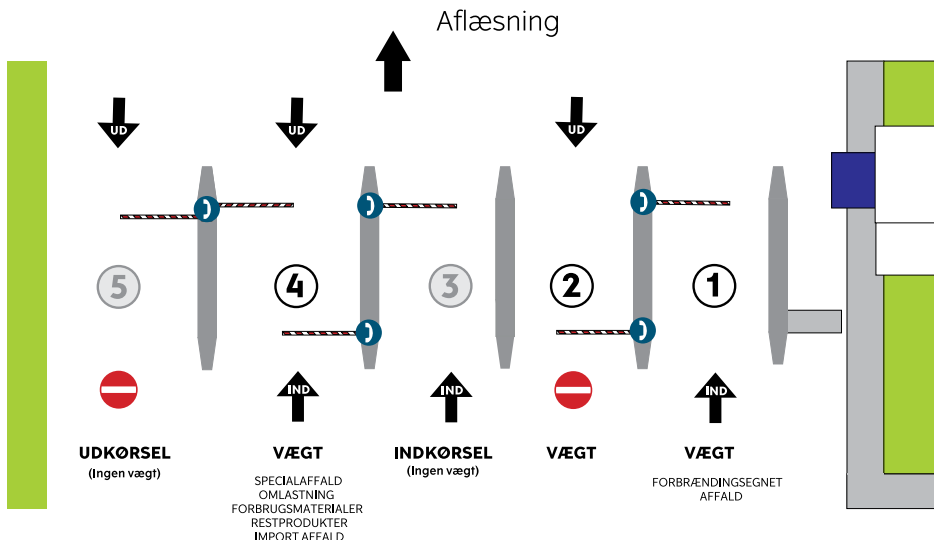 Aflæsning
UD
UD
UD
5
4
3
2
1
IND
IND
IND
UDKØRSEL
(Ingen vægt)
VÆGT
SPECIALAFFALD
OMLASTNING
FORBRUGSMATERIALER
RESTPRODUKTER
IMPORT AFFALD
INDKØRSEL
(Ingen vægt)
VÆGT
VÆGT
FORBRÆNDINGSEGNET
AFFALD